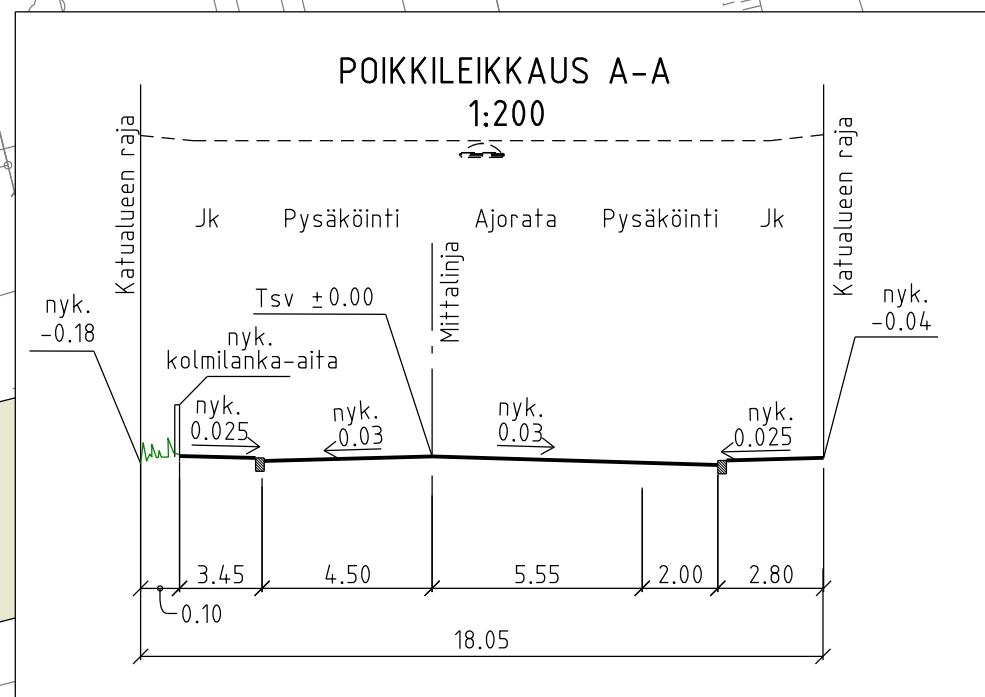 POIKKILEIKKAUS A-A
1:200
Katualueen raja
Katualueen raja
Jk
Pysäköinti
Ajorata
Pysäköinti
Jk
Mittalinja
nyk.
-0.18
Tsv ±0.00
nyk.
-0.04
nyk.
kolmilanka-aita
nyk.
0.025
nyk.
0.03
nyk.
0.03
nyk.
0.025
3.45
4.50
5.55
2.00
2.80
0.10
18.05